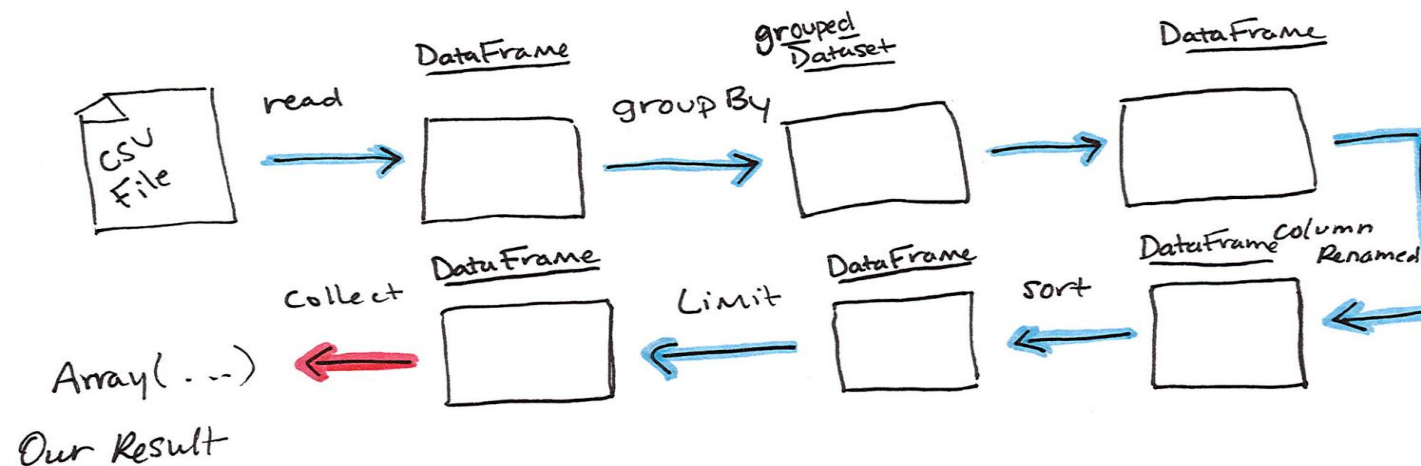 CSV
File
read
DataFrame
groupBy
grouped
Dataset
DataFrame
Column
Renamed
DataFrame
sort
DataFrame
Limit
DataFrame
Collect
Array(...)
Our Result